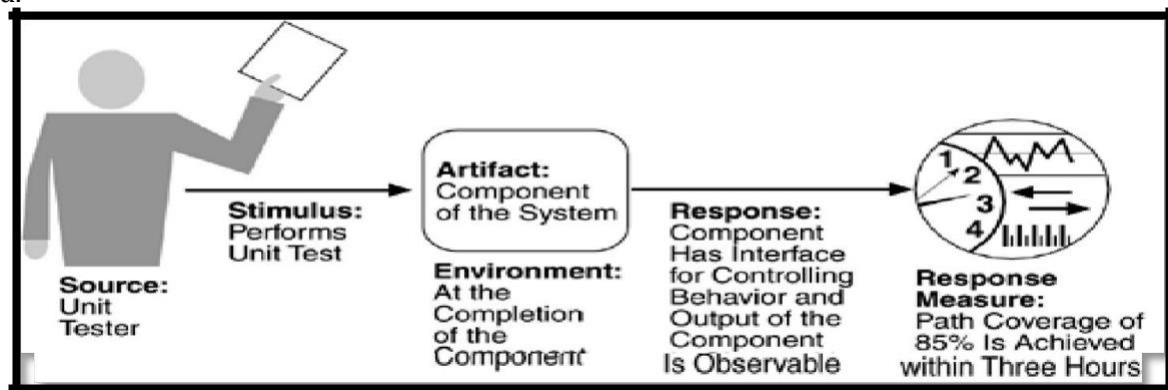 u.
Source:
Unit
Tester
Stimulus:
Performs
Unit Test
Artifact:
Component
of the System
Environment:
At the
Completion
of the
Component
Response:
Component
Has Interface
for Controlling
Behavior and
Output of the
Component
Is Observable
1
2
3
4
Response
Measure:
Path Coverage of
85% Is Achieved
within Three Hours